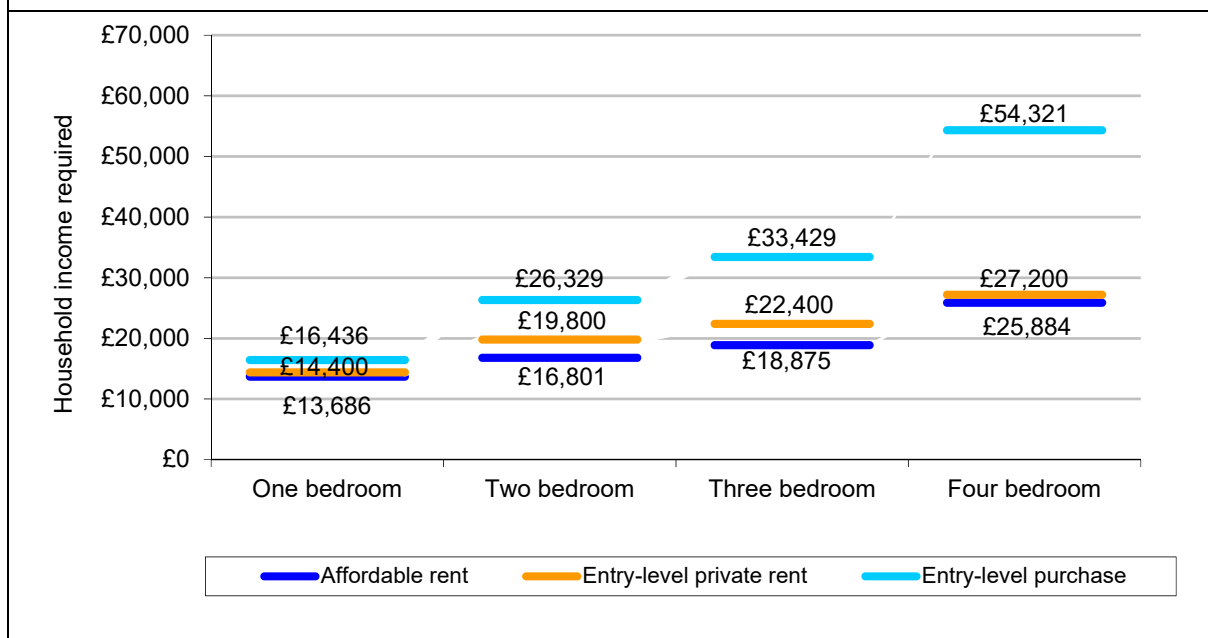 £70,000
£60,000
£50,000
£40,000
£30,000
£20,000
£10,000
£0
Household income required
£16,436
£14,400
£13,686
£26,329
£19,800
£16,801
£33,429
£22,400
£18,875
£54,321
£27,200
£25,884
One bedroom
Two bedroom
Three bedroom
Four bedroom
Affordable rent
Entry-level private rent
Entry-level purchase